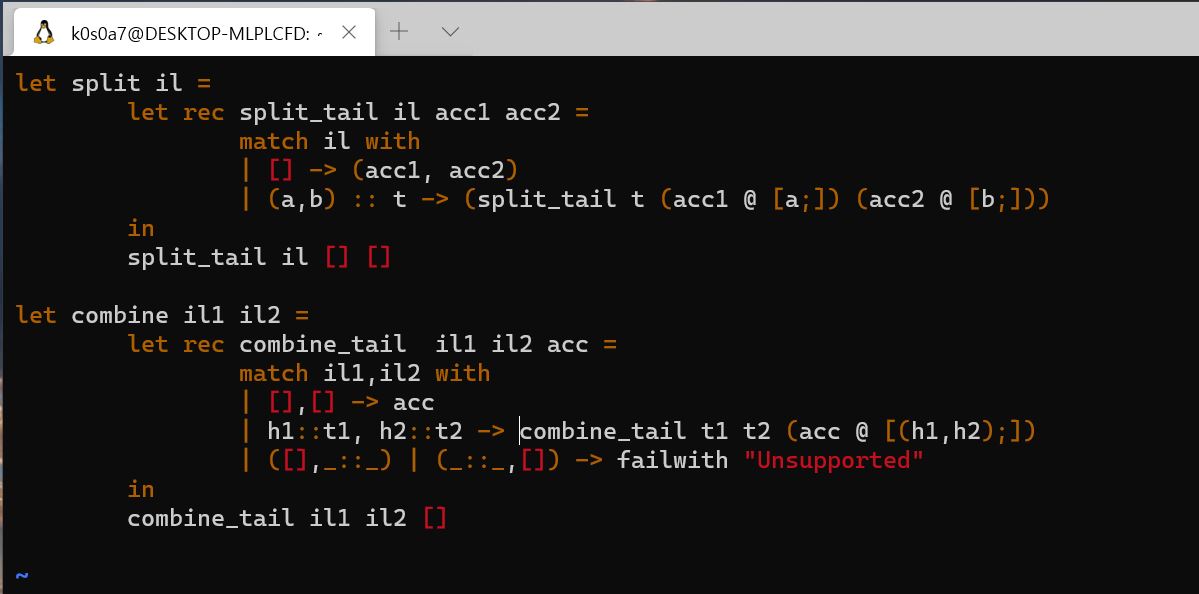 k0s0a7@DESKTOP-MLPLCFD: ~
let split il =
        let rec split_tail il acc1 acc2 =
                match il with
                | [] -> (acc1, acc2)
                | (a,b) :: t -> (split_tail t (acc1 @ [a;]) (acc2 @ [b;]))
        in
        split_tail il [] []

let combine il1 il2 =
        let rec combine_tail  il1 il2 acc =
                match il1,il2 with
                | [],[] -> acc
                | h1::t1, h2::t2 -> combine_tail t1 t2 (acc @ [(h1,h2);])
                | ([],_::_) | (_::_,[]) -> failwith "Unsupported"
        in
        combine_tail il1 il2 []

~